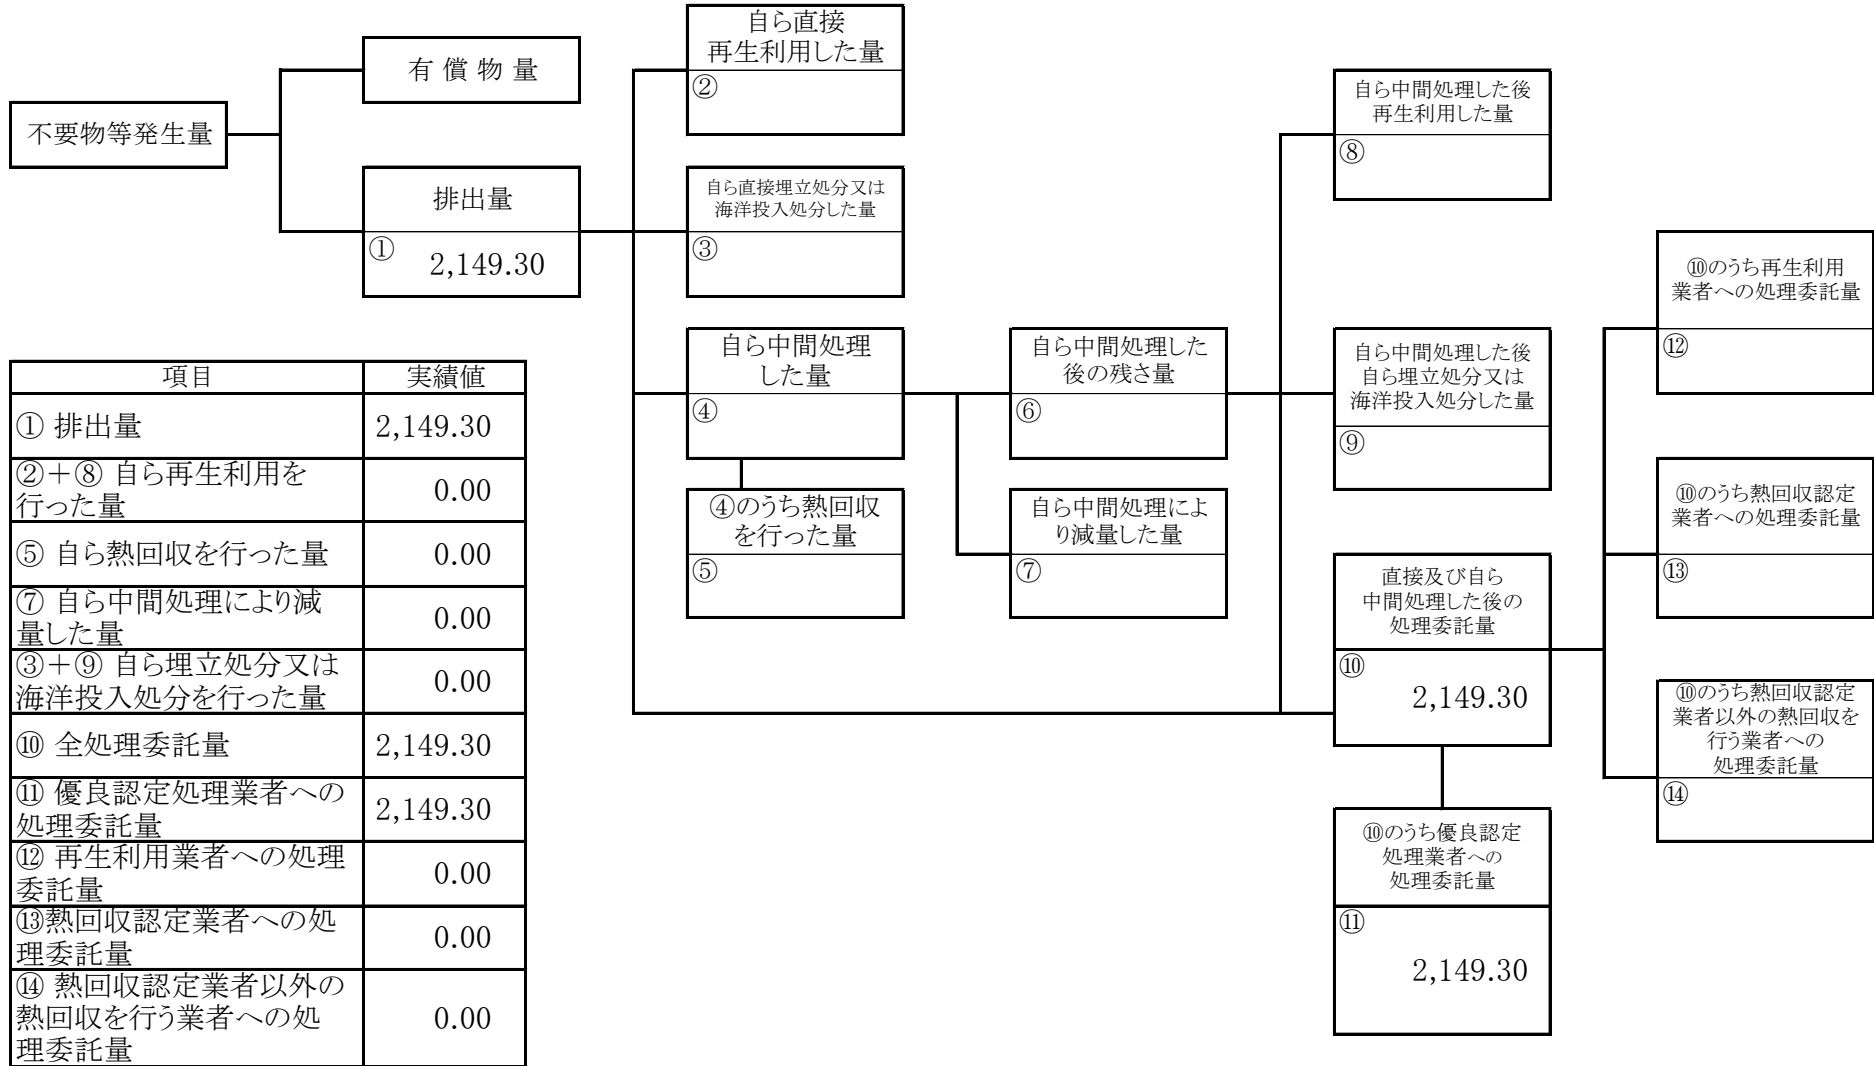 不要物等発生量
有償物量
排出量
①
2,149.30
自ら直接
再生利用した量
②
自ら直接埋立処分又は
海洋投入処分した量
③
自ら中間処理
した量
④
④のうち熱回収
を行った量
⑤
自ら中間処理した
後の残さ量
⑥
自ら中間処理によ
り減量した量
⑦
自ら中間処理した後
再生利用した量
⑧
自ら中間処理した後
自ら埋立処分又は
海洋投入処分した量
⑨
直接及び自ら
中間処理した後の
処理委託量
⑩
2,149.30
⑩のうち優良認定
処理業者への
処理委託量
⑪
2,149.30
⑩のうち再生利用
業者への処理委託量
⑫
⑩のうち熱回収認定
業者への処理委託量
⑬
⑩のうち熱回収認定
業者以外の熱回収を
行う業者への
処理委託量
⑭
項目 実績値
① 排出量 2,149.30
②+⑧ 自ら再生利用を
行った量 0.00
⑤ 自ら熱回収を行った量 0.00
⑦ 自ら中間処理により減
量した量 0.00
③+⑨ 自ら埋立処分又は
海洋投入処分を行った量 0.00
⑩ 全処理委託量 2,149.30
⑪ 優良認定処理業者への
処理委託量 2,149.30
⑫ 再生利用業者への処理
委託量 0.00
⑬熱回収認定業者への処
理委託量 0.00
⑭ 熱回収認定業者以外の
熱回収を行う業者への処
理委託量 0.00